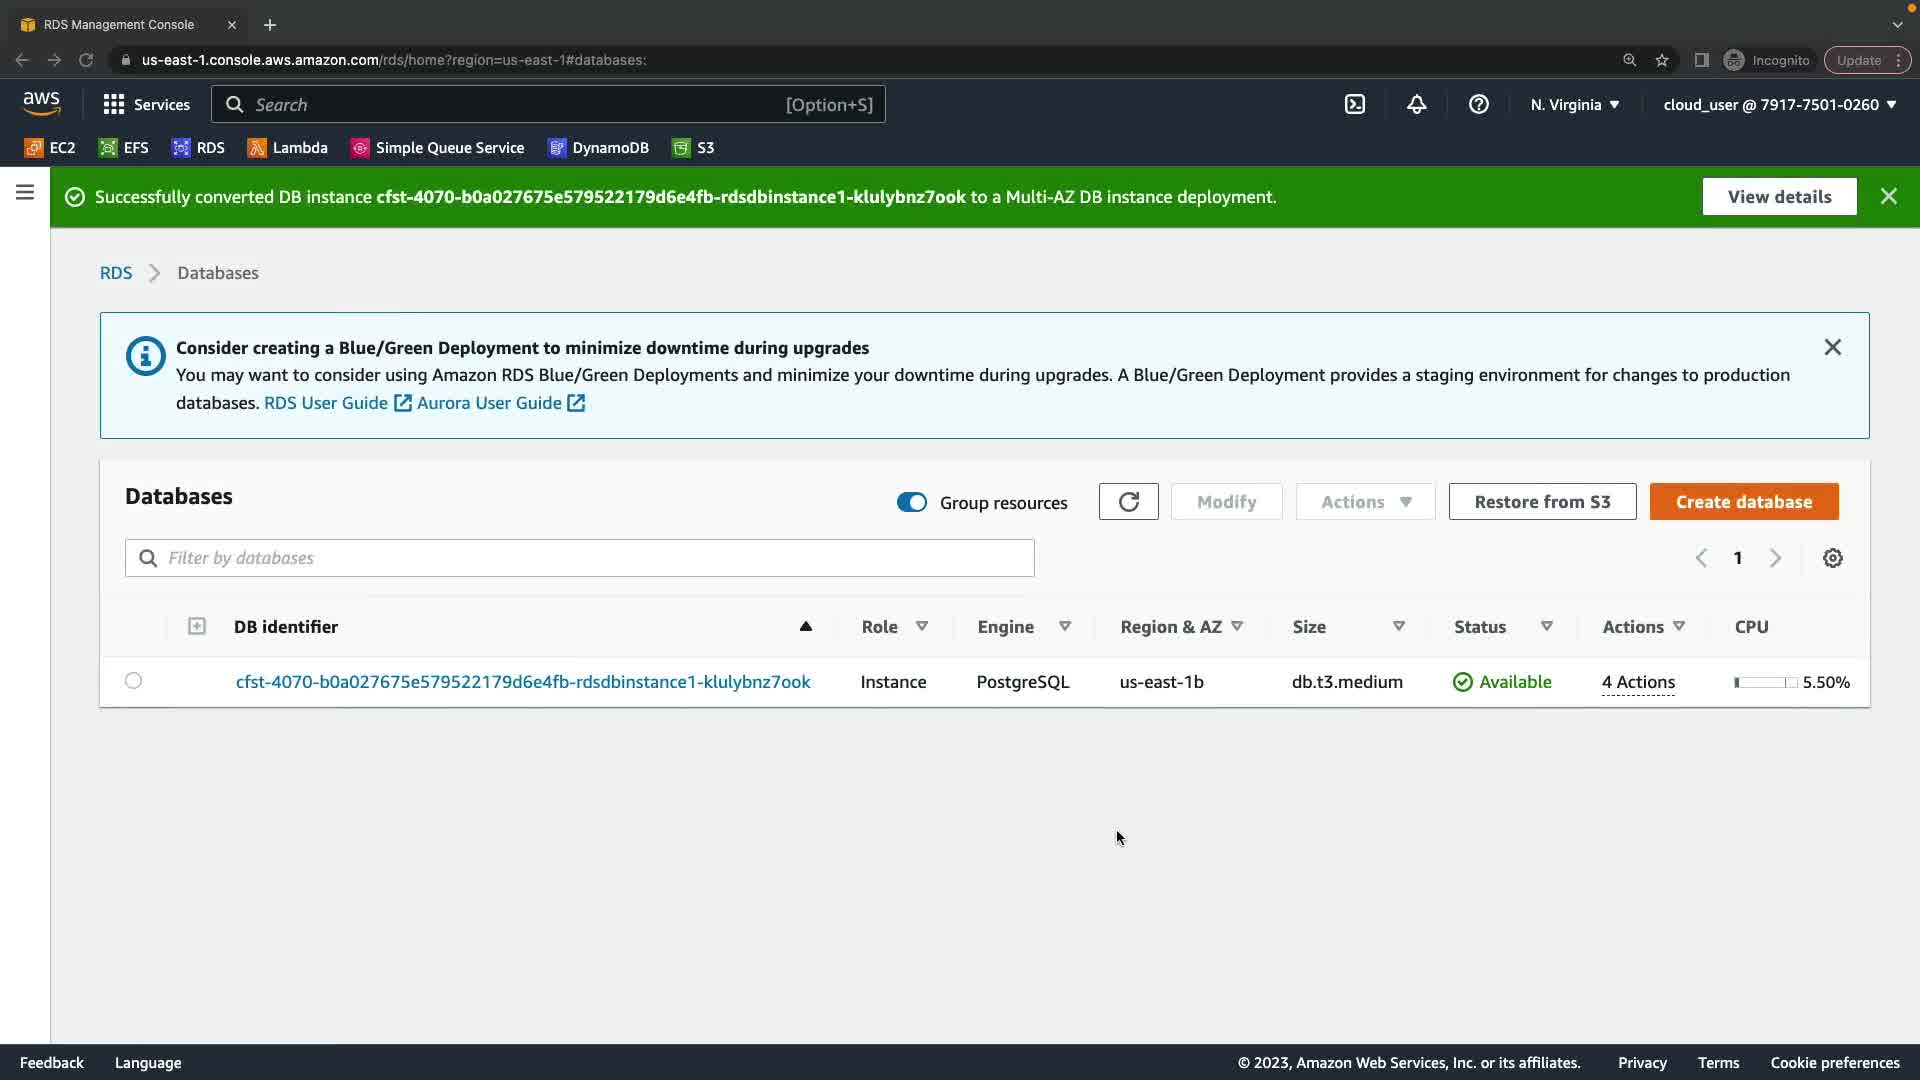 RDS Management Console
us-east-1.console.aws.amazon.com/rds/home?region=us-east-1#databases:
Incognito
Update
aws
Services
Search
[Option+S]
N. Virginia
cloud_user @ 7917-7501-0260
EC2
EFS
RDS
Lambda
Simple Queue Service
DynamoDB
S3
Successfully converted DB instance cfst-4070-b0a027675e579522179d6e4fb-rdsdbinstance1-klulybnz7ook to a Multi-AZ DB instance deployment.
View details
RDS
Databases
Consider creating a Blue/Green Deployment to minimize downtime during upgrades
You may want to consider using Amazon RDS Blue/Green Deployments and minimize your downtime during upgrades. A Blue/Green Deployment provides a staging environment for changes to production
databases. RDS User Guide Aurora User Guide
Databases
Group resources
Modify
Actions
Restore from S3
Create database
Filter by databases
1
DB identifier
Role
Engine
Region & AZ
Size
Status
Actions
CPU
cfst-4070-b0a027675e579522179d6e4fb-rdsdbinstance1-klulybnz7ook
Instance
PostgreSQL
us-east-1b
db.t3.medium
Available
4 Actions
5.50%
Feedback
Language
© 2023, Amazon Web Services, Inc. or its affiliates.
Privacy
Terms
Cookie preferences